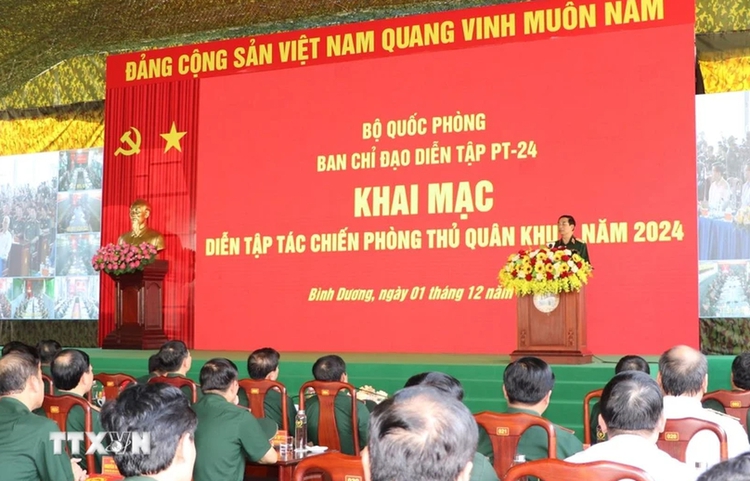 ĐẢNG CỘNG SẢN VIỆT NAM QUANG VINH MUÔN NĂM
BỘ QUỐC PHÒNG
BAN CHỈ ĐẠO DIỄN TẬP PT-24
KHAI MẠC
DIỄN TẬP TÁC CHIẾN PHÒNG THỦ QUÂN KHU NĂM 2024
Bình Dương, ngày 01 tháng 12 năm
921
TTXVN